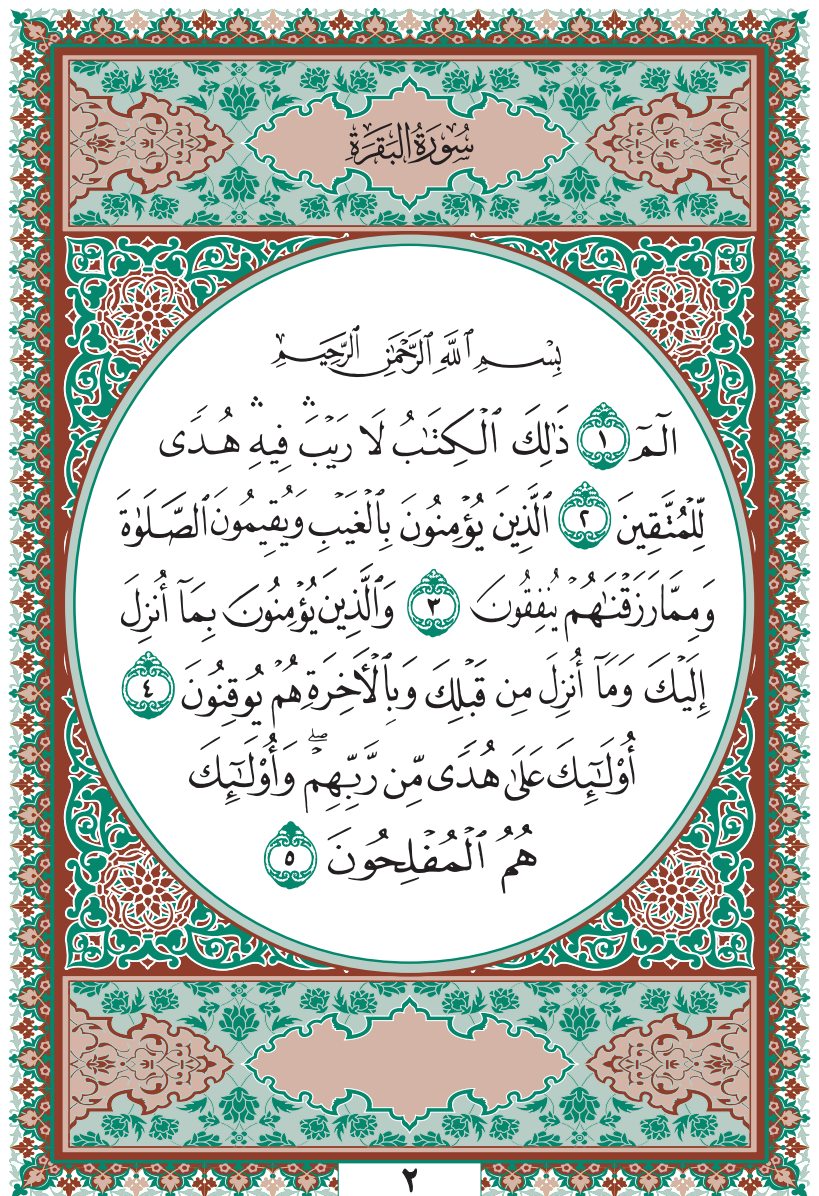 سُورَةُ البَقَرَةِ
بِسْمِ ٱللَّهِ ٱلرَّحْمَٰنِ ٱلرَّحِيمِ
الٓمٓ ١ ذَٰلِكَ ٱلْكِتَٰبُ لَا رَيْبَۛ فِيهِۛ هُدًى
لِّلْمُتَّقِينَ ٢ ٱلَّذِينَ يُؤْمِنُونَ بِٱلْغَيْبِ وَيُقِيمُونَ ٱلصَّلَوٰةَ
وَمِمَّا رَزَقْنَٰهُمْ يُنفِقُونَ ٣ وَٱلَّذِينَ يُؤْمِنُونَ بِمَآ أُنزِلَ
إِلَيْكَ وَمَآ أُنزِلَ مِن قَبْلِكَ وَبِٱلْأَخِرَةِ هُمْ يُوقِنُونَ ٤
أُوْلَٰٓئِكَ عَلَىٰ هُدًى مِّن رَّبِّهِمْۖ وَأُوْلَٰٓئِكَ
هُمُ ٱلْمُفْلِحُونَ ٥
٢